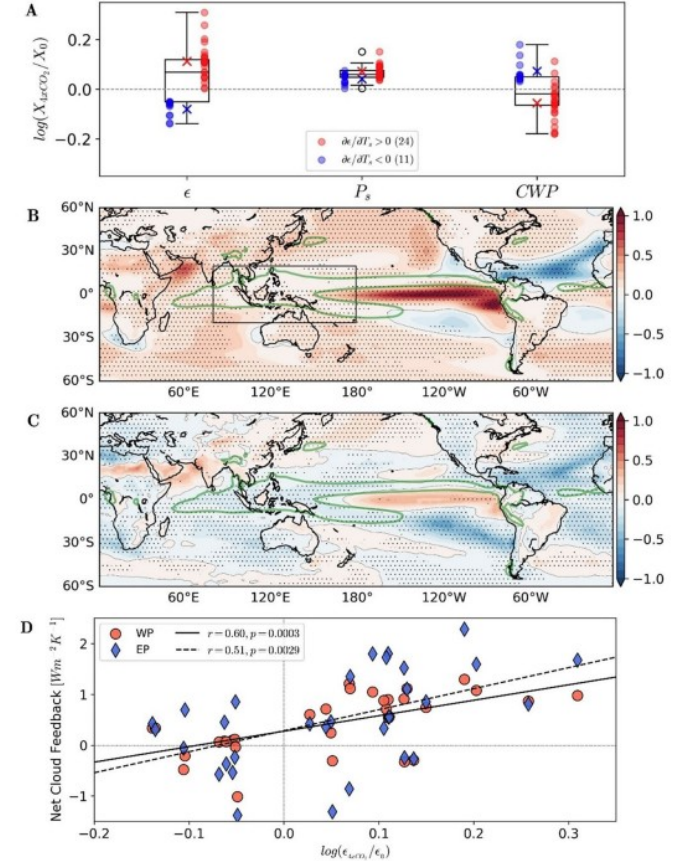 A
log(X₄ₓCO₂/X₀)
0.2
0.0
−0.2
∂ϵ/∂Tₛ > 0 (24)
∂ϵ/∂Tₛ < 0 (11)
ϵ
Pₛ
CWP
B
60°N
30°N
0°
30°S
60°S
60°E
120°E
180°
120°W
60°W
1.0
0.5
0.0
−0.5
−1.0
C
60°N
30°N
0°
30°S
60°S
60°E
120°E
180°
120°W
60°W
1.0
0.5
0.0
−0.5
−1.0
D
Net Cloud Feedback [Wm⁻²K⁻¹]
2
1
0
−1
WP
EP
r = 0.60, p = 0.0003
r = 0.51, p = 0.0029
−0.2
−0.1
0.0
0.1
0.2
0.3
log(ϵ₄ₓCO₂/ϵ₀)